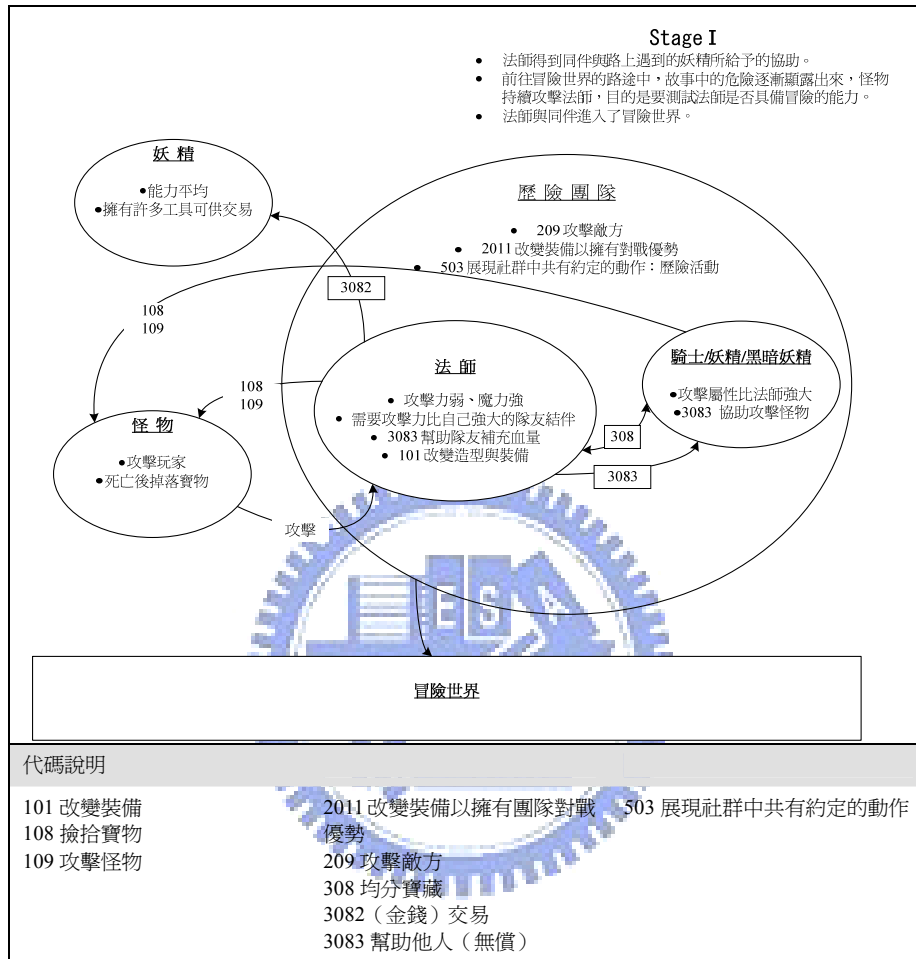 Stage I
● 法師得到同伴與路上遇到的妖精所給予的協助。
● 前往冒險世界的路途中，故事中的危險逐漸顯露出來，怪物
持續攻擊法師，目的是要測試法師是否具備冒險的能力。
● 法師與同伴進入了冒險世界。
妖 精
●能力平均
●擁有許多工具可供交易
歷 險 團 隊
● 209 攻擊敵方
● 2011 改變裝備以擁有對戰優勢
● 503 展現社群中共有約定的動作：歷險活動
3082
108
109
法 師
● 攻擊力弱、魔力強
● 需要攻擊力比自己強大的隊友結伴
● 3083 幫助隊友補充血量
● 101 改變造型與裝備
騎士/妖精/黑暗妖精
●攻擊屬性比法師強大
●3083 協助攻擊怪物
108
109
308
3083
怪 物
●攻擊玩家
●死亡後掉落寶物
攻擊
ESA
冒險世界
代碼說明
101 改變裝備
108 撿拾寶物
109 攻擊怪物
2011 改變裝備以擁有團隊對戰
優勢
209 攻擊敵方
308 均分寶藏
3082（金錢）交易
3083 幫助他人（無償）
503 展現社群中共有約定的動作